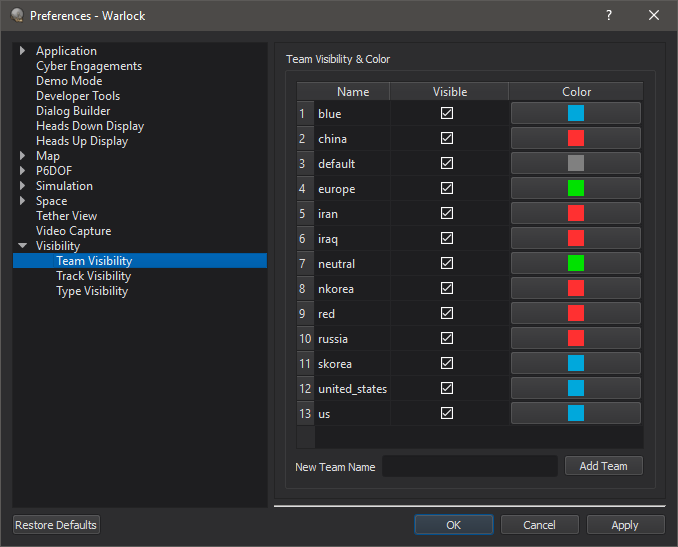 Preferences - Warlock
?
Application
Cyber Engagements
Demo Mode
Developer Tools
Dialog Builder
Heads Down Display
Heads Up Display
Map
P6DOF
Simulation
Space
Tether View
Video Capture
Visibility
Team Visibility
Track Visibility
Type Visibility
Team Visibility & Color
Name Visible Color
1 blue
2 china
3 default
4 europe
5 iran
6 iraq
7 neutral
8 nkorea
9 red
10 russia
11 skorea
12 united_states
13 us
New Team Name Add Team
Restore Defaults OK Cancel Apply